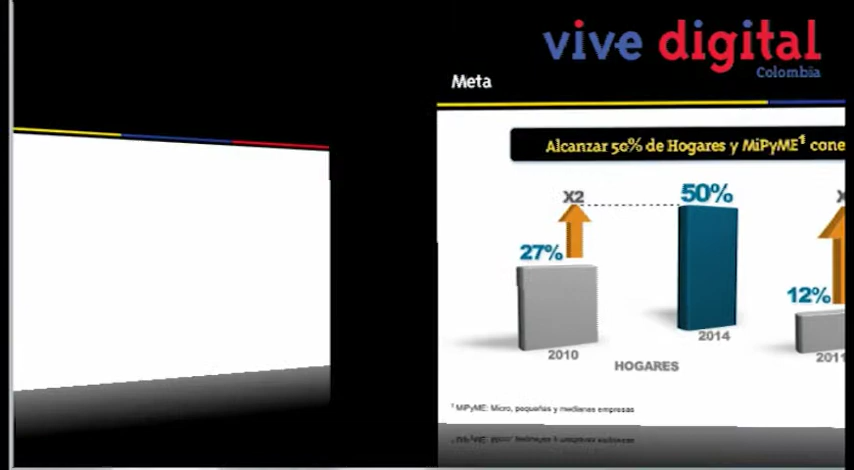 vive digital
Colombia
Meta
Alcanzar 50% de Hogares y MiPyME¹ cone
X2
50%
27%
12%
2010
2014
2011
HOGARES
¹ MiPyME: Micro, pequeñas y medianas empresas